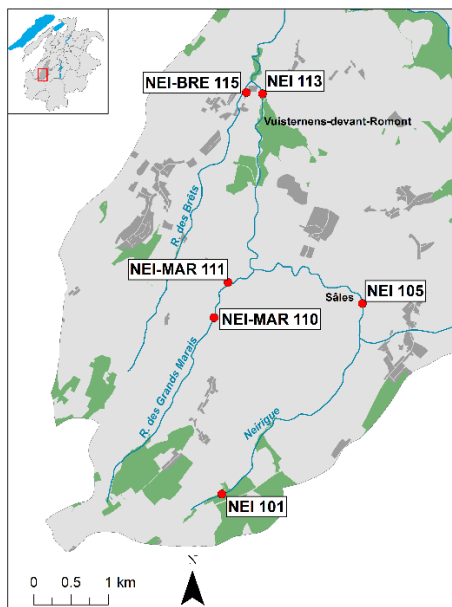 NEI-BRE 115
NEI 113
Vuisternens-devant-Romont
R. des Brêts
NEI-MAR 111
NEI 105
Sâles
NEI-MAR 110
R. des Grands Marais
Neirigue
NEI 101
N
0 0.5 1 km